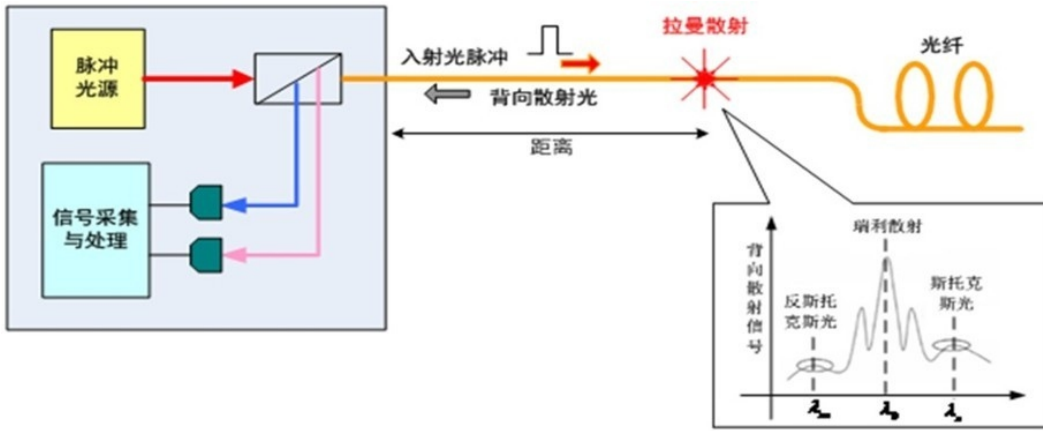 脉冲
光源
入射光脉冲
背向散射光
拉曼散射
光纤
距离
信号采集
与处理
背向散射信号
瑞利散射
反斯托
克斯光
斯托克
斯光
λ₀